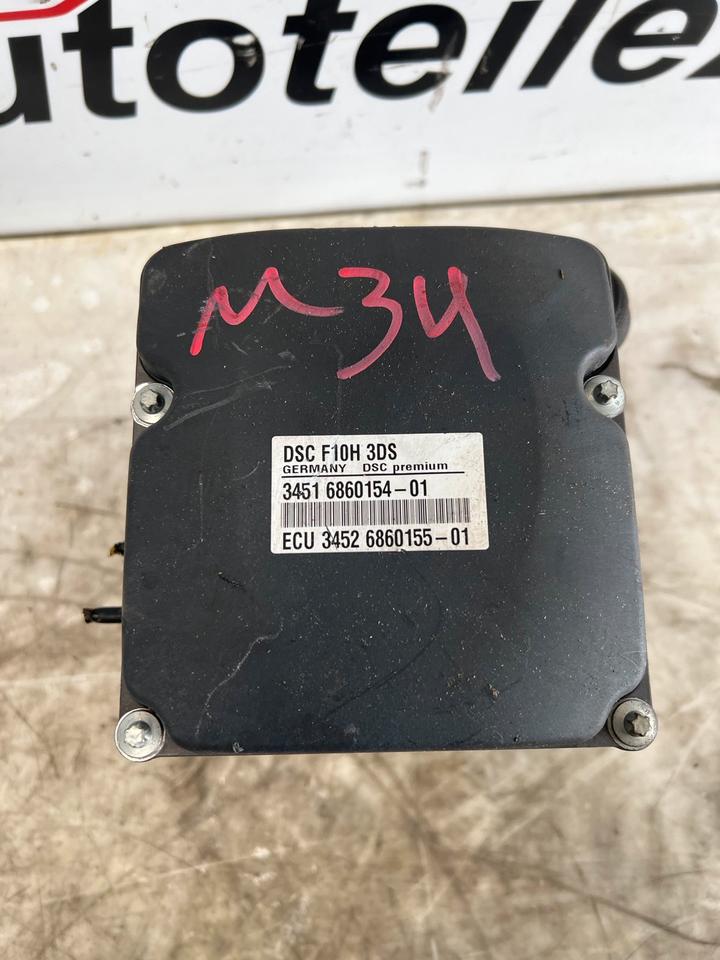 utoteile
M34
DSC F10H 3DS
GERMANY DSC premium
3451 6860154-01
ECU 3452 6860155-01